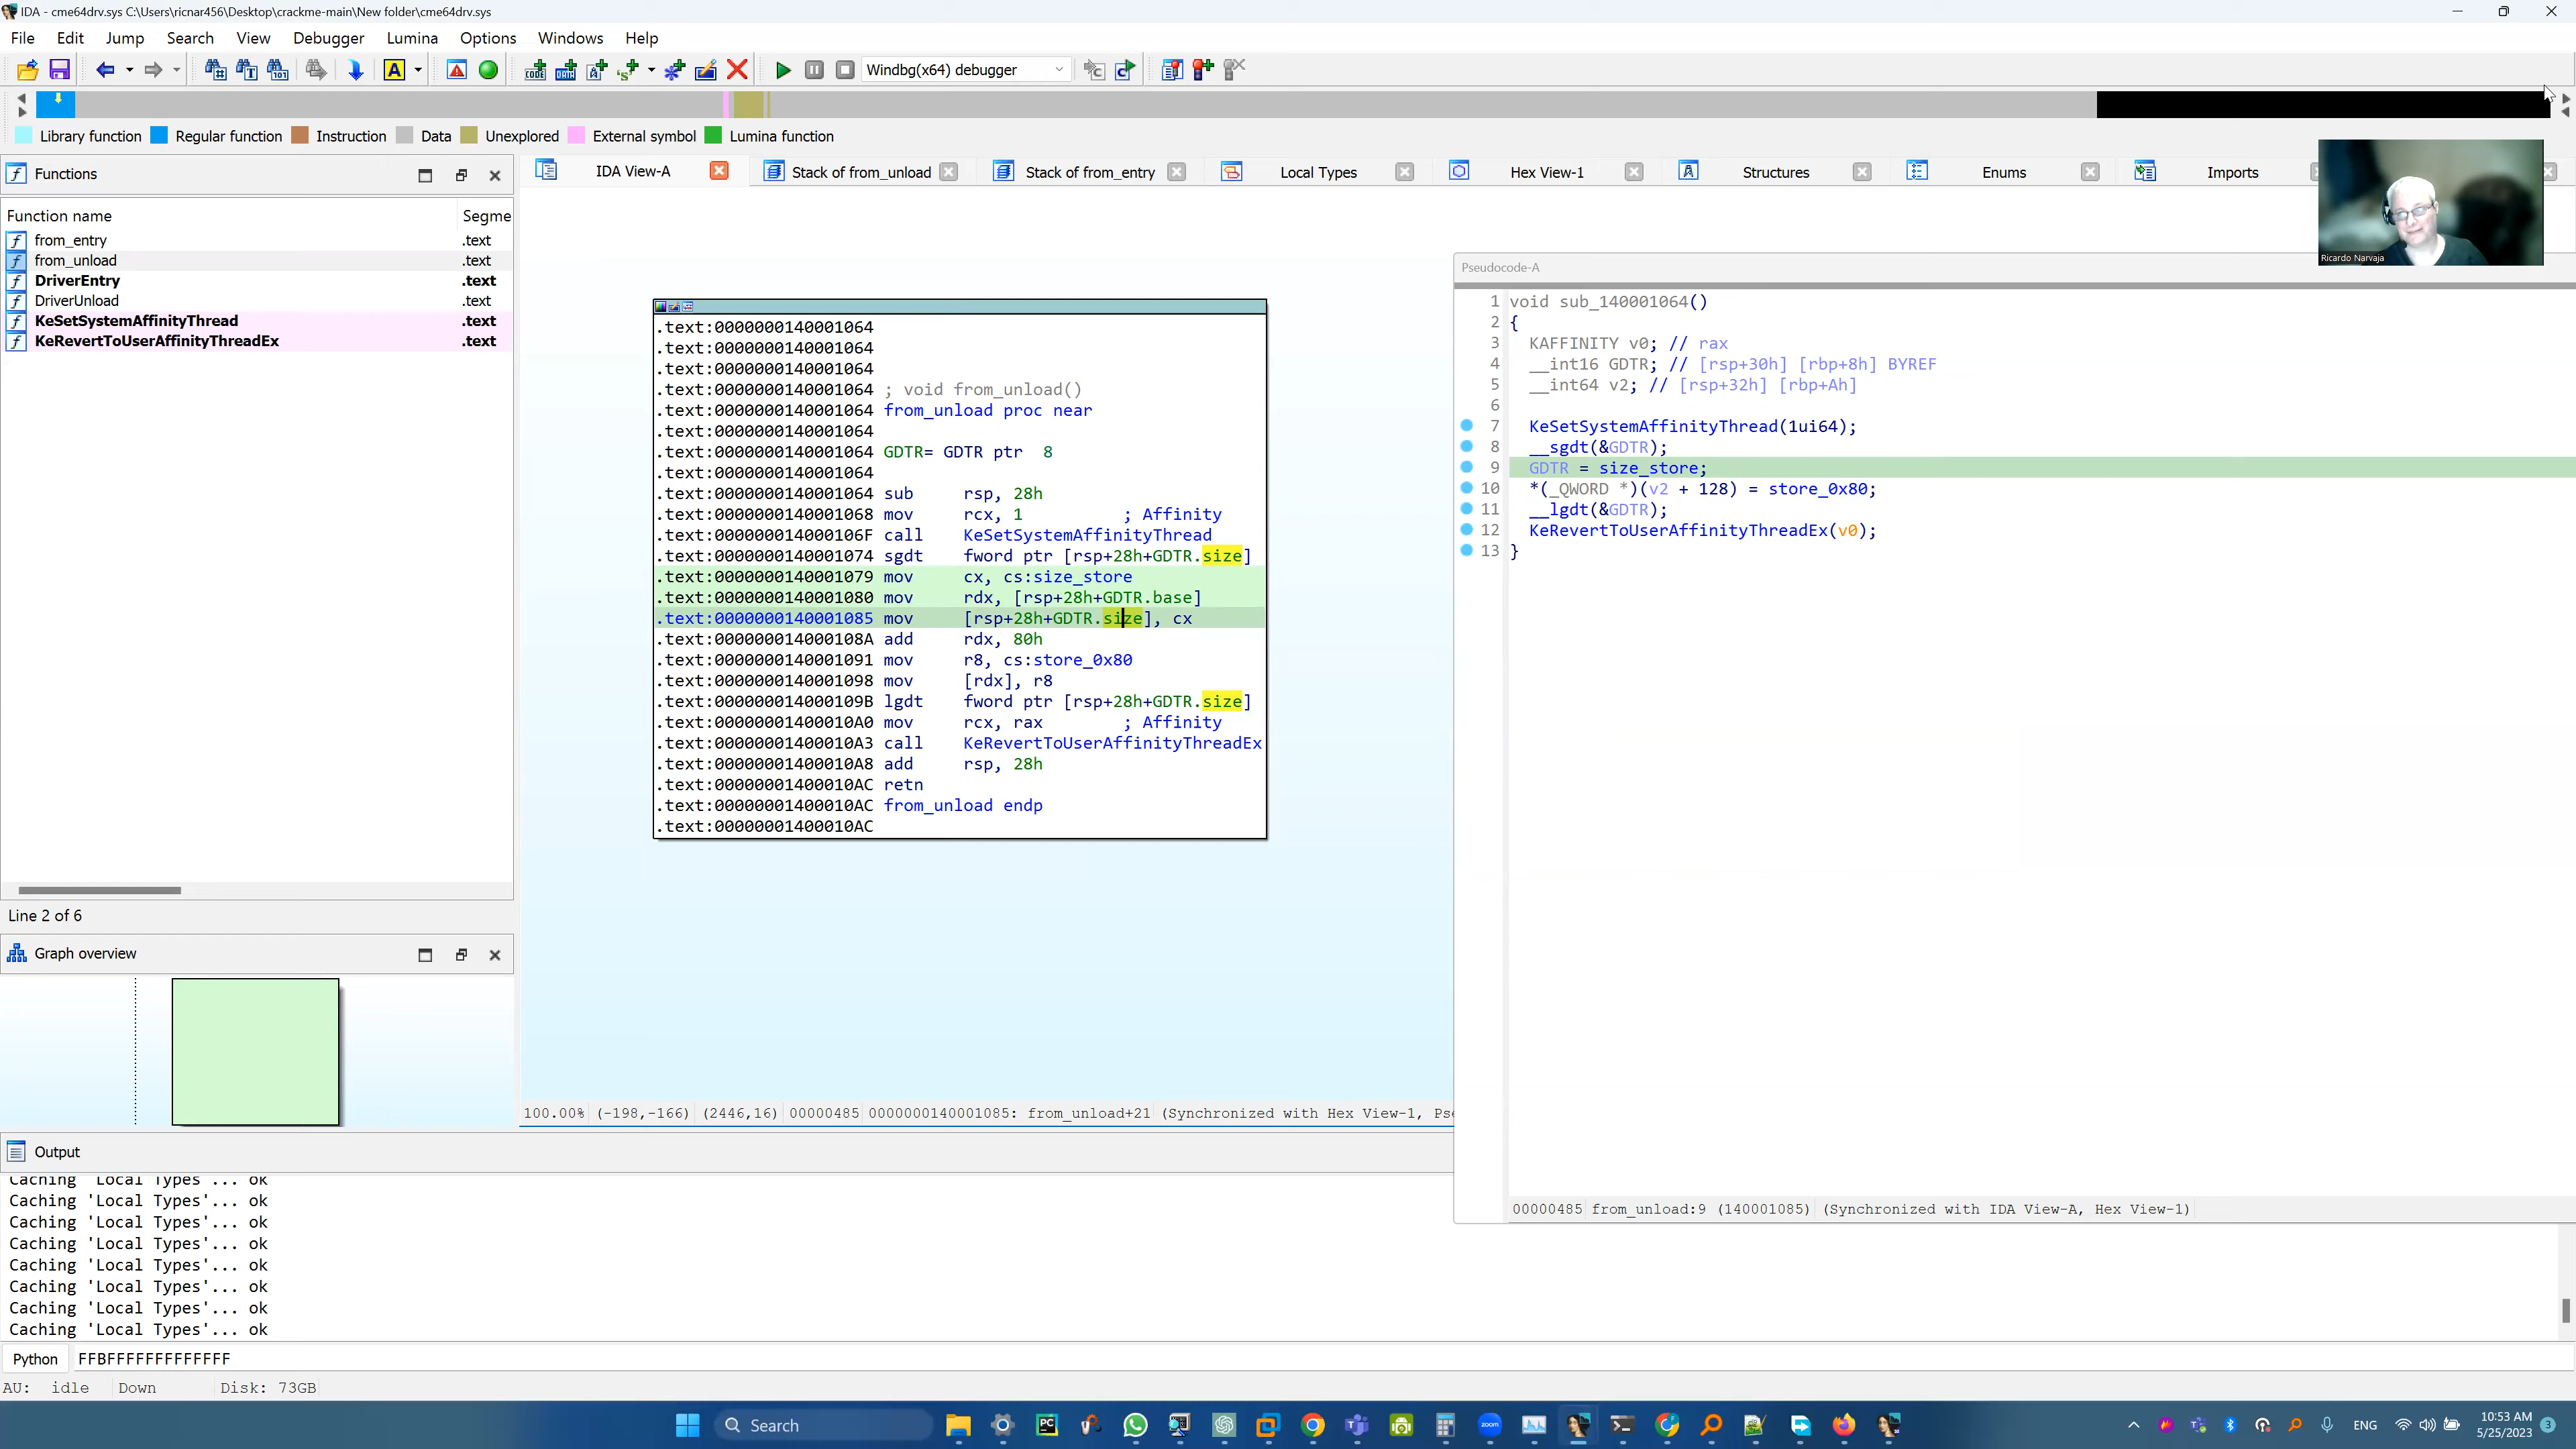 IDA - cme64drv.sys C:\Users\ricnar456\Desktop\crackme-main\New folder\cme64drv.sys
File Edit Jump Search View Debugger Lumina Options Windows Help
Windbg(x64) debugger
Library function Regular function Instruction Data Unexplored External symbol Lumina function
Functions
IDA View-A Stack of from_unload Stack of from_entry Local Types Hex View-1 Structures Enums Imports
Ricardo Narvaja
Function name Segme
from_entry .text
from_unload .text
DriverEntry .text
DriverUnload .text
KeSetSystemAffinityThread .text
KeRevertToUserAffinityThreadEx .text
Line 2 of 6
Graph overview
.text:0000000140001064
.text:0000000140001064
.text:0000000140001064
.text:0000000140001064 ; void from_unload()
.text:0000000140001064 from_unload proc near
.text:0000000140001064
.text:0000000140001064 GDTR= GDTR ptr 8
.text:0000000140001064
.text:0000000140001064 sub rsp, 28h
.text:0000000140001068 mov rcx, 1 ; Affinity
.text:000000014000106F call KeSetSystemAffinityThread
.text:0000000140001074 sgdt fword ptr [rsp+28h+GDTR.size]
.text:0000000140001079 mov cx, cs:size_store
.text:0000000140001080 mov rdx, [rsp+28h+GDTR.base]
.text:0000000140001085 mov [rsp+28h+GDTR.size], cx
.text:000000014000108A add rdx, 80h
.text:0000000140001091 mov r8, cs:store_0x80
.text:0000000140001098 mov [rdx], r8
.text:000000014000109B lgdt fword ptr [rsp+28h+GDTR.size]
.text:00000001400010A0 mov rcx, rax ; Affinity
.text:00000001400010A3 call KeRevertToUserAffinityThreadEx
.text:00000001400010A8 add rsp, 28h
.text:00000001400010AC retn
.text:00000001400010AC from_unload endp
.text:00000001400010AC
100.00% (-198,-166) (2446,16) 00000485 0000000140001085: from_unload+21 (Synchronized with Hex View-1, Pse
Pseudocode-A
1 void sub_140001064()
2 {
3 KAFFINITY v0; // rax
4 __int16 GDTR; // [rsp+30h] [rbp+8h] BYREF
5 __int64 v2; // [rsp+32h] [rbp+Ah]
6
7 KeSetSystemAffinityThread(1ui64);
8 __sgdt(&GDTR);
9 GDTR = size_store;
10 *(_QWORD *)(v2 + 128) = store_0x80;
11 __lgdt(&GDTR);
12 KeRevertToUserAffinityThreadEx(v0);
13 }
00000485 from_unload:9 (140001085) (Synchronized with IDA View-A, Hex View-1)
Output
Caching 'Local Types'... ok
Caching 'Local Types'... ok
Caching 'Local Types'... ok
Caching 'Local Types'... ok
Caching 'Local Types'... ok
Caching 'Local Types'... ok
Caching 'Local Types'... ok
Caching 'Local Types'... ok
Python FFBFFFFFFFFFFFFF
AU: idle Down Disk: 73GB
Search
ENG
10:53 AM
5/25/2023
3